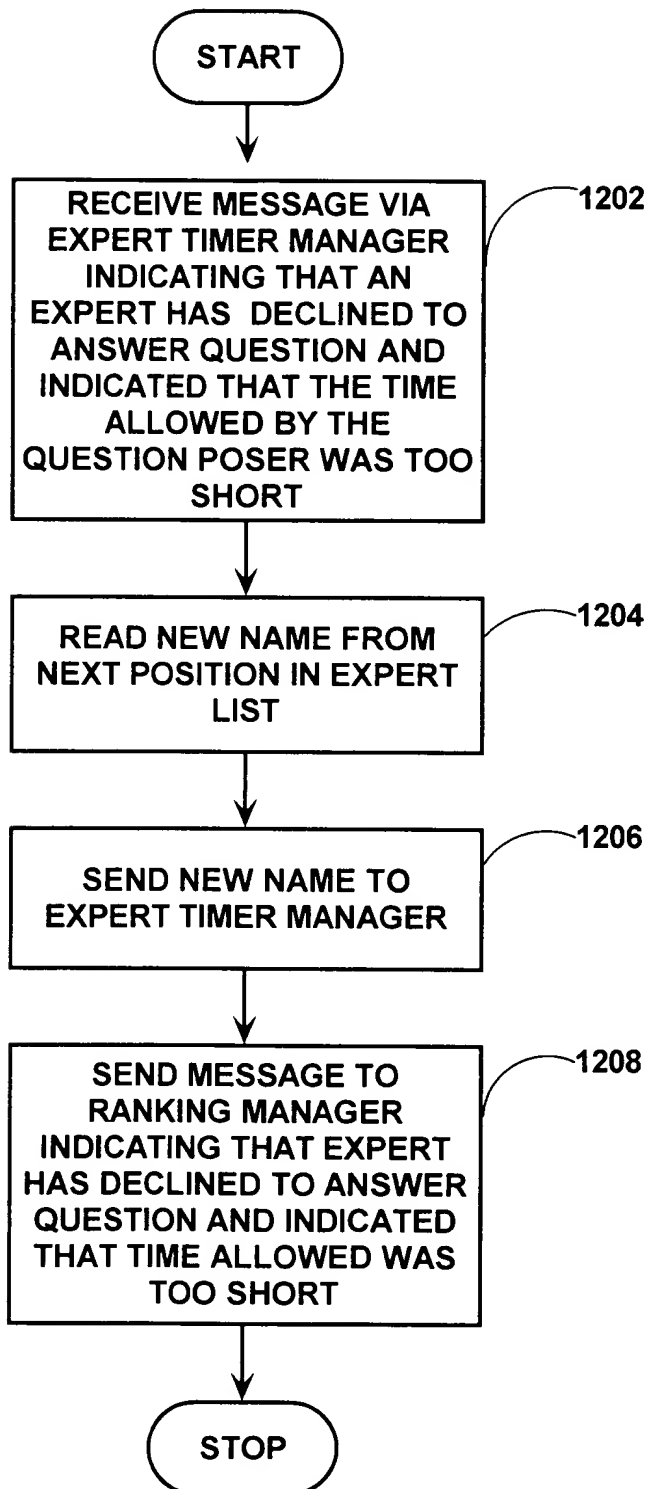 START
RECEIVE MESSAGE VIA
EXPERT TIMER MANAGER
INDICATING THAT AN
EXPERT HAS DECLINED TO
ANSWER QUESTION AND
INDICATED THAT THE TIME
ALLOWED BY THE
QUESTION POSER WAS TOO
SHORT
1202
READ NEW NAME FROM
NEXT POSITION IN EXPERT
LIST
1204
SEND NEW NAME TO
EXPERT TIMER MANAGER
1206
SEND MESSAGE TO
RANKING MANAGER
INDICATING THAT EXPERT
HAS DECLINED TO ANSWER
QUESTION AND INDICATED
THAT TIME ALLOWED WAS
TOO SHORT
1208
STOP